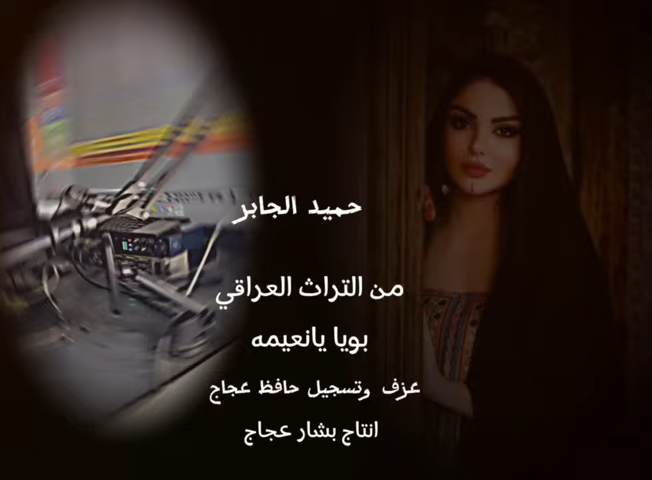 حميد الجابر
من التراث العراقي
بويا يانعيمه
عزف وتسجيل حافظ عجاج
انتاج بشار عجاج